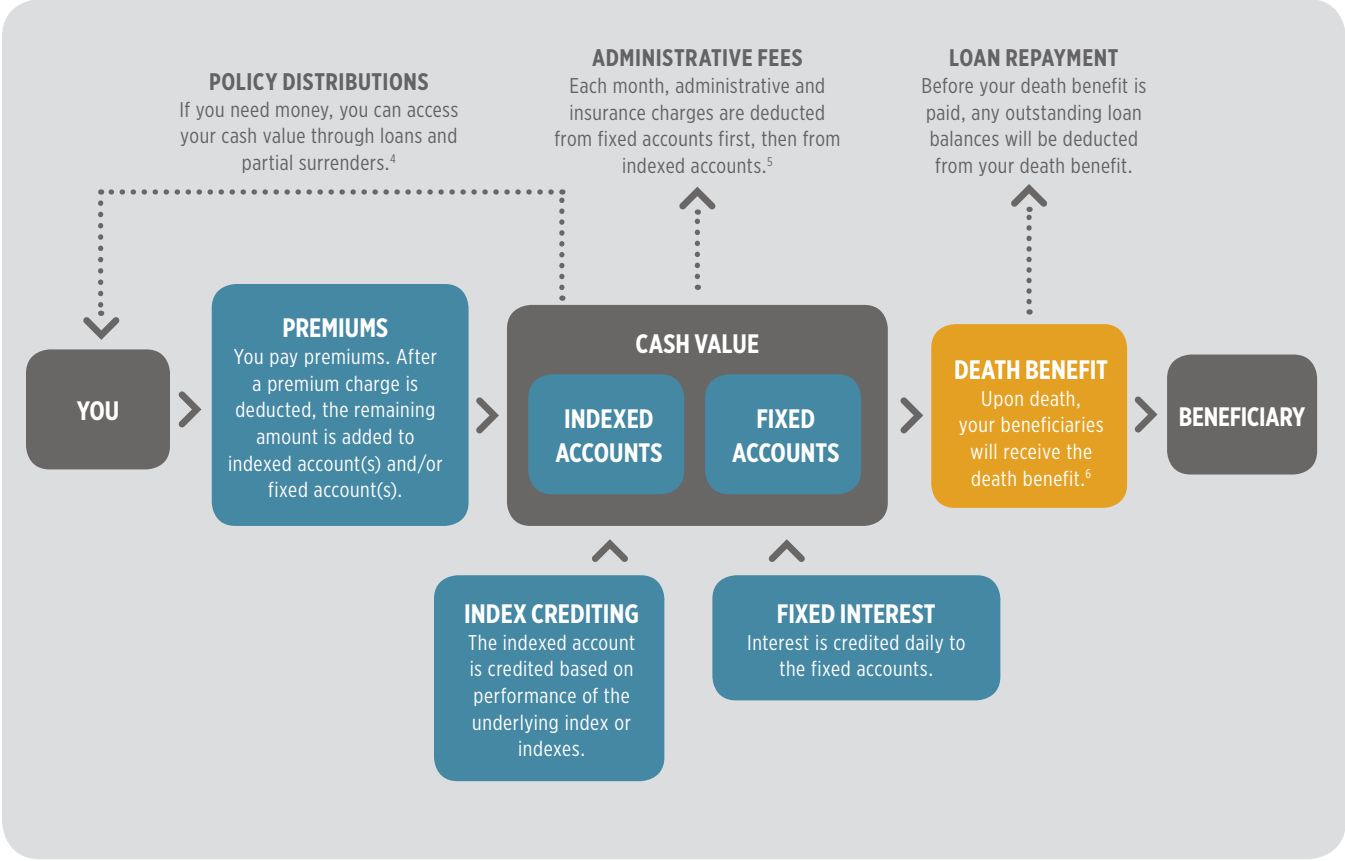 POLICY DISTRIBUTIONS
If you need money, you can access
your cash value through loans and
partial surrenders.4
ADMINISTRATIVE FEES
Each month, administrative and
insurance charges are deducted
from fixed accounts first, then from
indexed accounts.5
LOAN REPAYMENT
Before your death benefit is
paid, any outstanding loan
balances will be deducted
from your death benefit.
YOU
PREMIUMS
You pay premiums. After
a premium charge is
deducted, the remaining
amount is added to
indexed account(s) and/or
fixed account(s).
CASH VALUE
INDEXED
ACCOUNTS
FIXED
ACCOUNTS
DEATH BENEFIT
Upon death,
your beneficiaries
will receive the
death benefit.6
BENEFICIARY
INDEX CREDITING
The indexed account
is credited based on
performance of the
underlying index or
indexes.
FIXED INTEREST
Interest is credited daily to
the fixed accounts.